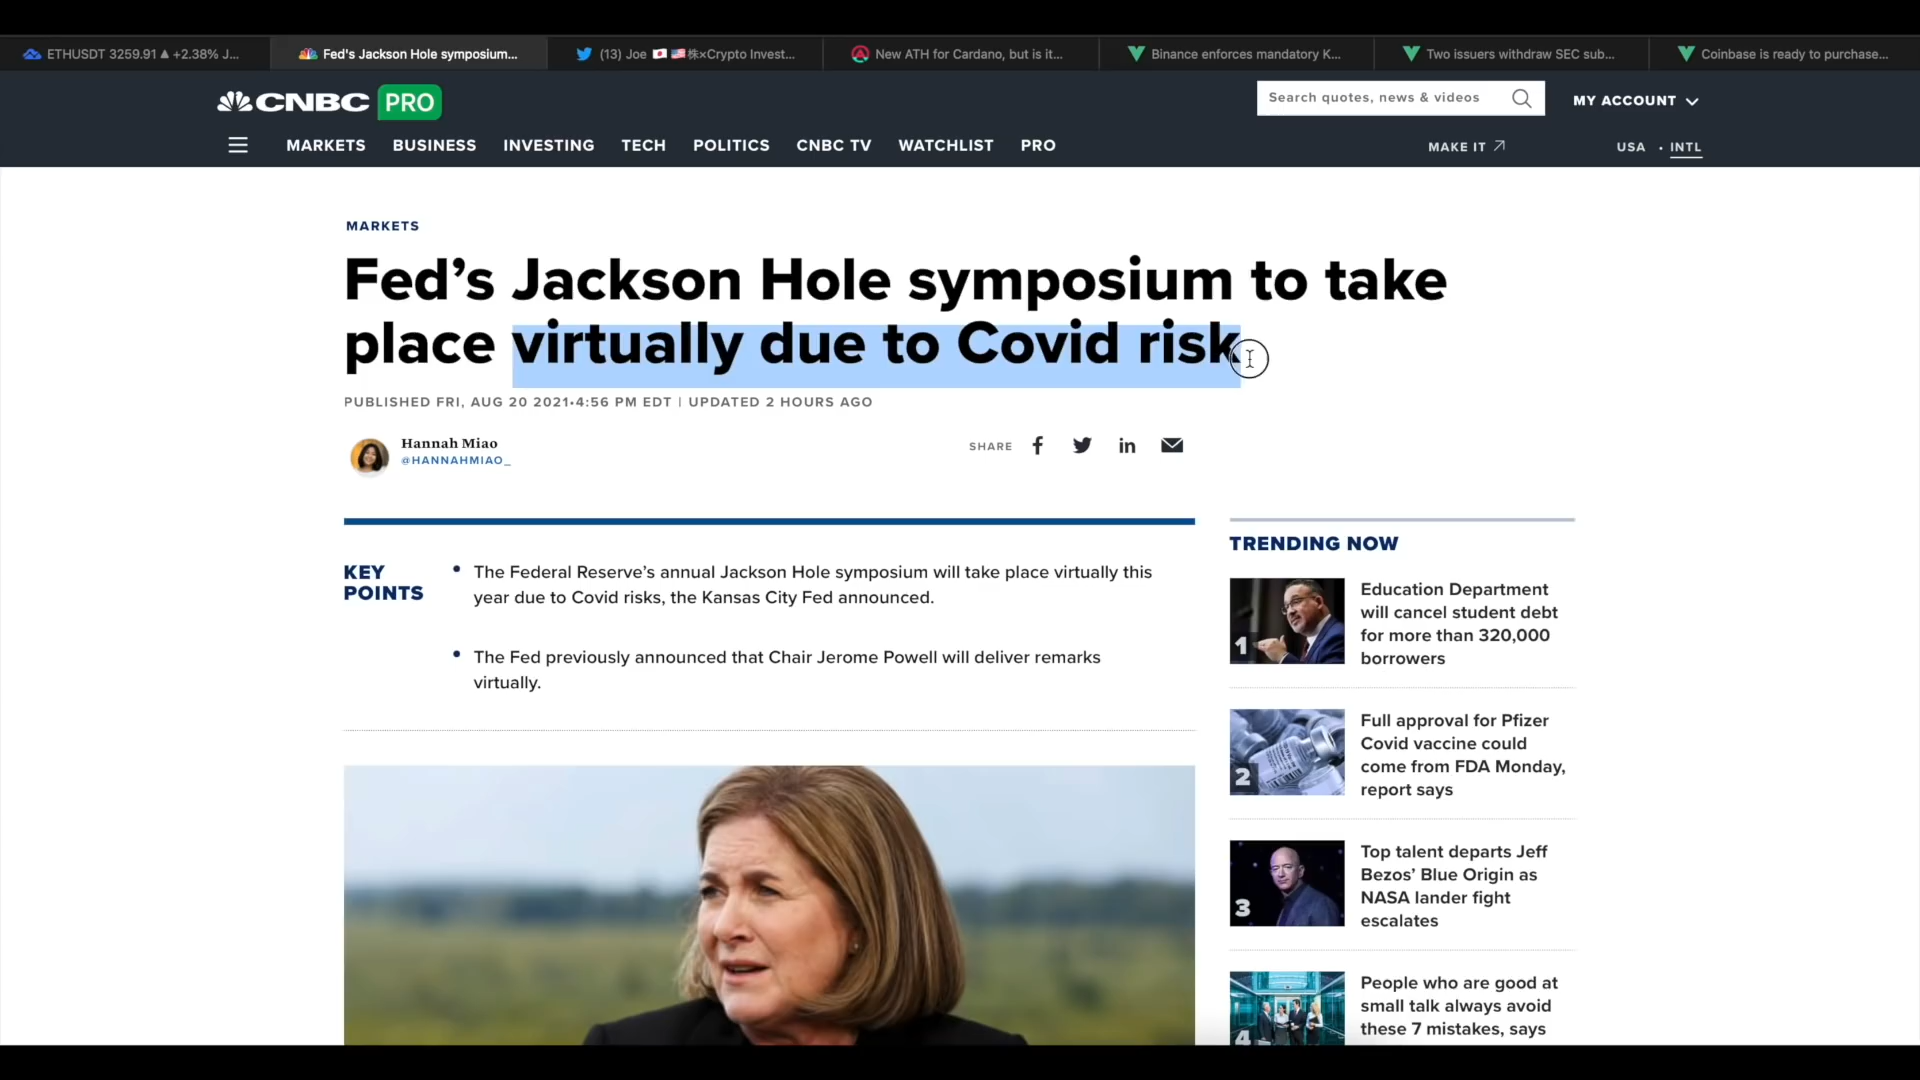 ETHUSDT 3259.91 ▲ +2.38% J...
Fed's Jackson Hole symposium...
(13) Joe 🇯🇵 🇺🇸株×Crypto Invest...
New ATH for Cardano, but is it...
Binance enforces mandatory K...
Two issuers withdraw SEC sub...
Coinbase is ready to purchase...
CNBC PRO
Search quotes, news & videos
MY ACCOUNT
MARKETS BUSINESS INVESTING TECH POLITICS CNBC TV WATCHLIST PRO
MAKE IT
USA • INTL
MARKETS
Fed’s Jackson Hole symposium to take
place virtually due to Covid risk
PUBLISHED FRI, AUG 20 2021•4:56 PM EDT | UPDATED 2 HOURS AGO
Hannah Miao
@HANNAHMIAO_
SHARE
KEY
POINTS
• The Federal Reserve’s annual Jackson Hole symposium will take place virtually this
year due to Covid risks, the Kansas City Fed announced.
• The Fed previously announced that Chair Jerome Powell will deliver remarks
virtually.
TRENDING NOW
1
Education Department
will cancel student debt
for more than 320,000
borrowers
2
Full approval for Pfizer
Covid vaccine could
come from FDA Monday,
report says
3
Top talent departs Jeff
Bezos’ Blue Origin as
NASA lander fight
escalates
4
People who are good at
small talk always avoid
these 7 mistakes, says